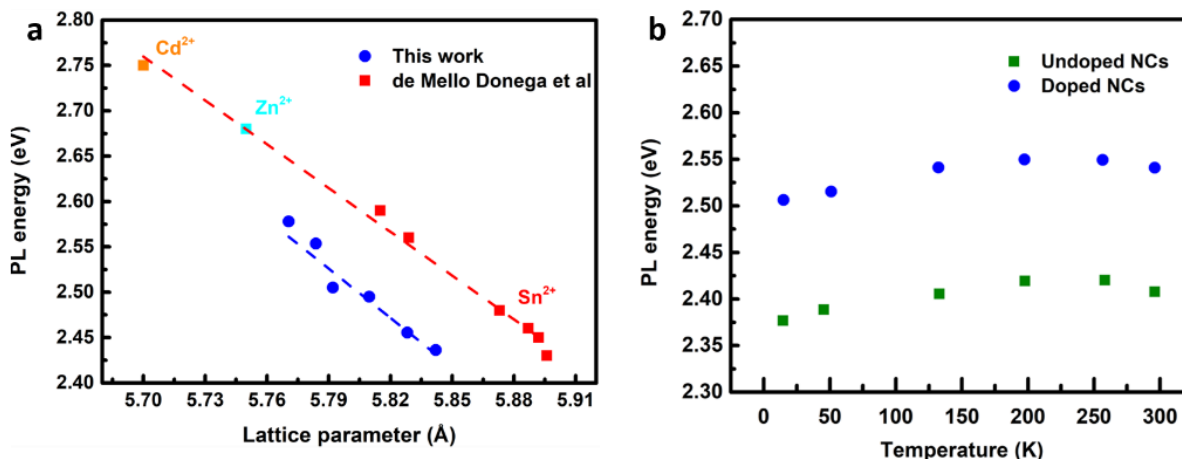 a
2.80
2.75
2.70
2.65
2.60
2.55
2.50
2.45
2.40
PL energy (eV)
Cd²⁺
Zn²⁺
Sn²⁺
This work
de Mello Donega et al
5.70 5.73 5.76 5.79 5.82 5.85 5.88 5.91
Lattice parameter (Å)
b
2.70
2.65
2.60
2.55
2.50
2.45
2.40
2.35
2.30
PL energy (eV)
Undoped NCs
Doped NCs
0 50 100 150 200 250 300
Temperature (K)